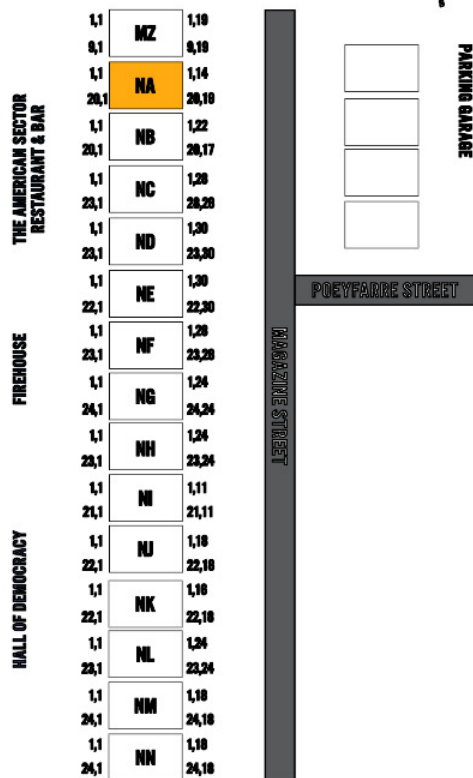 1,1 MZ 1,19
9,1 9,19
1,1 NA 1,14
20,1 20,19
1,1 NB 1,22
20,1 20,17
1,1 NC 1,28
23,1 28,28
1,1 ND 1,30
23,1 23,30
1,1 NE 1,30
22,1 22,30
1,1 NF 1,28
23,1 23,28
1,1 NG 1,24
24,1 24,24
1,1 NH 1,24
23,1 23,24
1,1 NI 1,11
21,1 21,11
1,1 NJ 1,18
22,1 22,18
1,1 NK 1,16
22,1 22,18
1,1 NL 1,24
23,1 23,24
1,1 NM 1,18
24,1 24,18
1,1 NN 1,18
24,1 24,18
THE AMERICAN SECTOR
RESTAURANT & BAR
FIREHOUSE
HALL OF DEMOCRACY
MAGAZINE STREET
POEYFARRE STREET
PARKING GARAGE